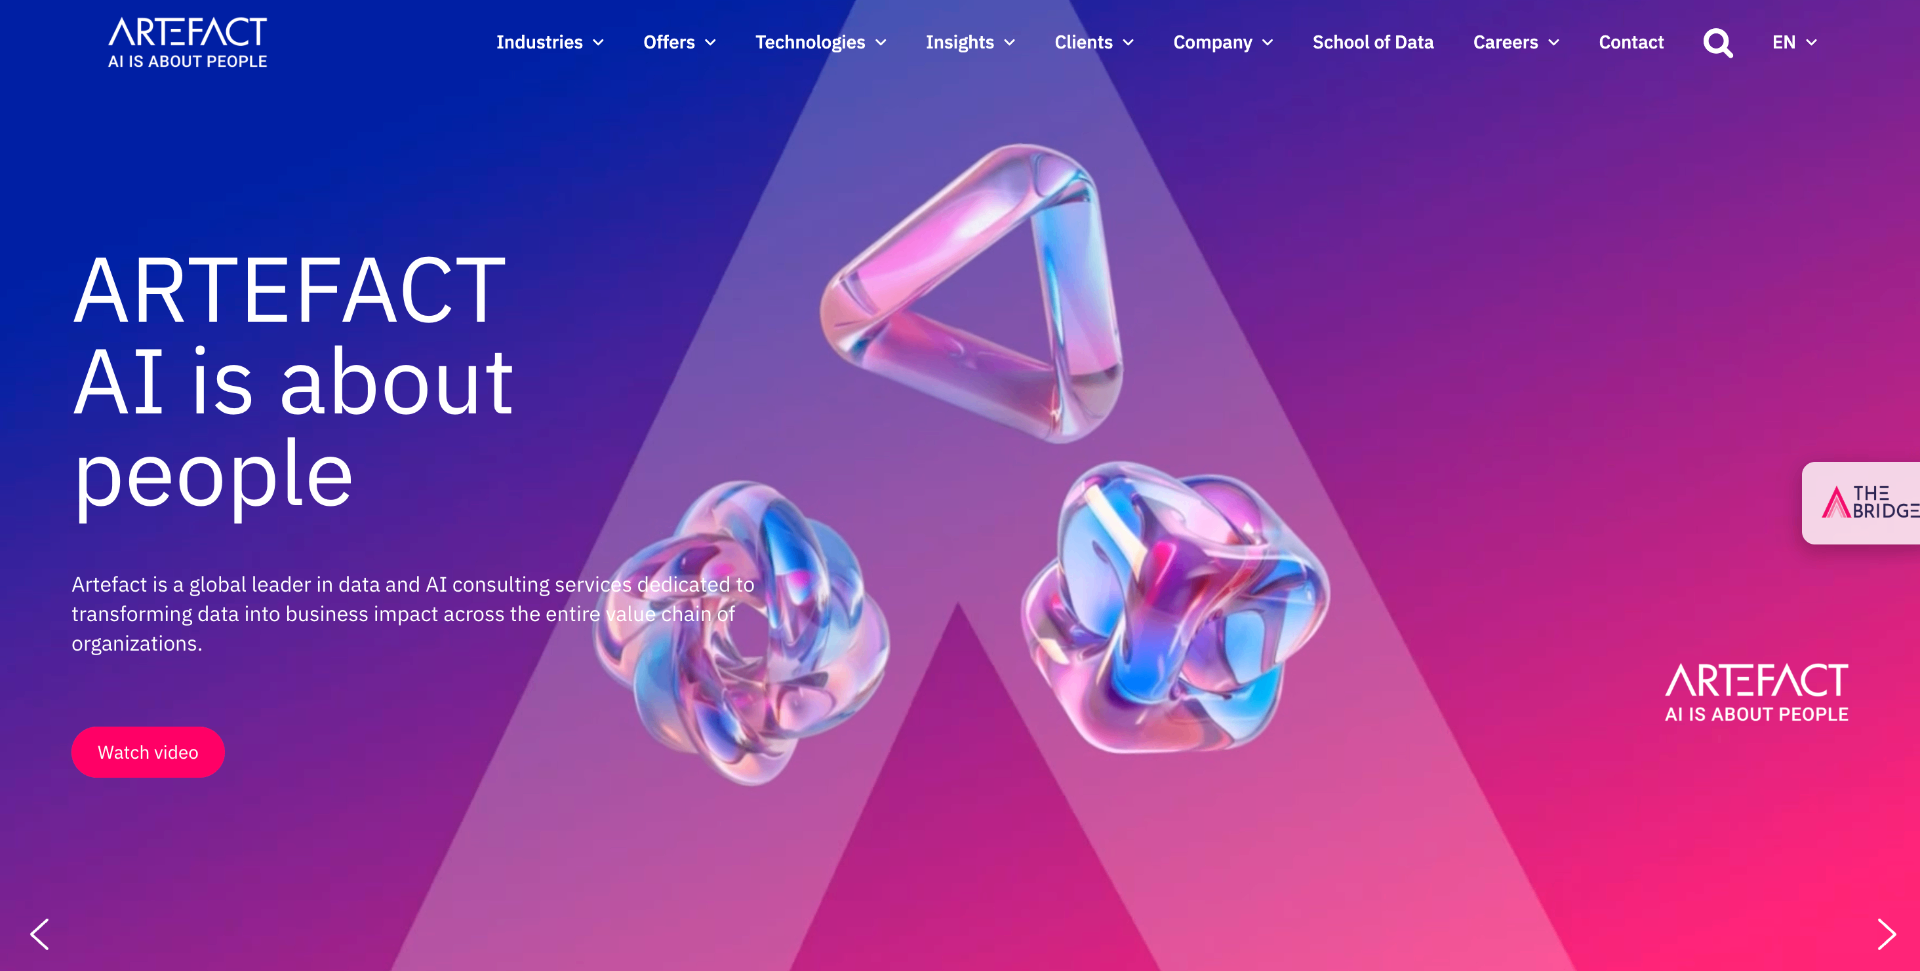 ARTEFACT
AI IS ABOUT PEOPLE
Industries Offers Technologies Insights Clients Company School of Data Careers Contact EN
ARTEFACT
AI is about
people
Artefact is a global leader in data and AI consulting services dedicated to
transforming data into business impact across the entire value chain of
organizations.
Watch video
THE
BRIDGE
ARTEFACT
AI IS ABOUT PEOPLE